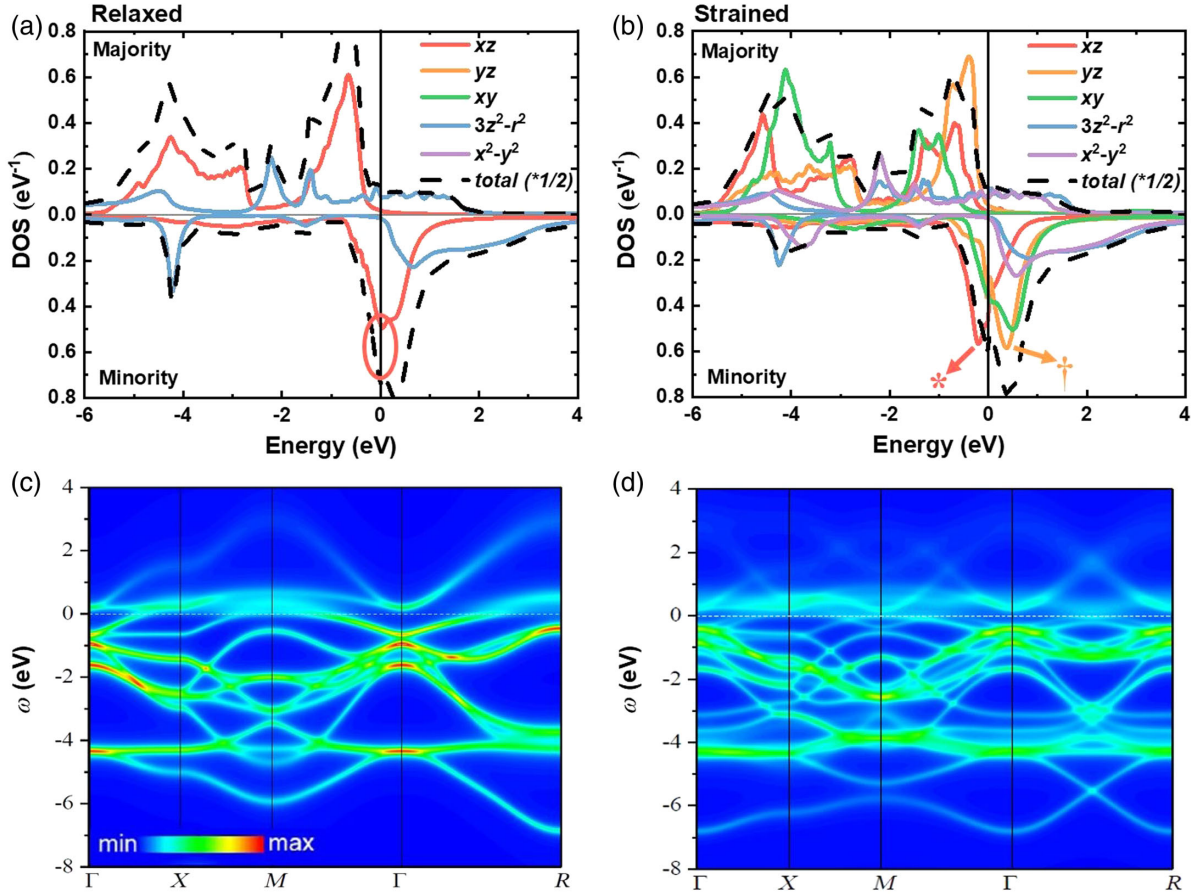 (a) Relaxed
Majority
xz
yz
xy
3z²-r²
x²-y²
total (*1/2)
DOS (eV⁻¹)
0.8
0.6
0.4
0.2
0.0
0.2
0.4
0.6
0.8
Minority
-6 -4 -2 0 2 4
Energy (eV)
(b) Strained
Majority
xz
yz
xy
3z²-r²
x²-y²
total (*1/2)
DOS (eV⁻¹)
0.8
0.6
0.4
0.2
0.0
0.2
0.4
0.6
0.8
Minority
* †
-6 -4 -2 0 2 4
Energy (eV)
(c)
ω (eV)
4
2
0
-2
-4
-6
-8
min max
Γ X M Γ R
(d)
ω (eV)
4
2
0
-2
-4
-6
-8
Γ X M Γ R